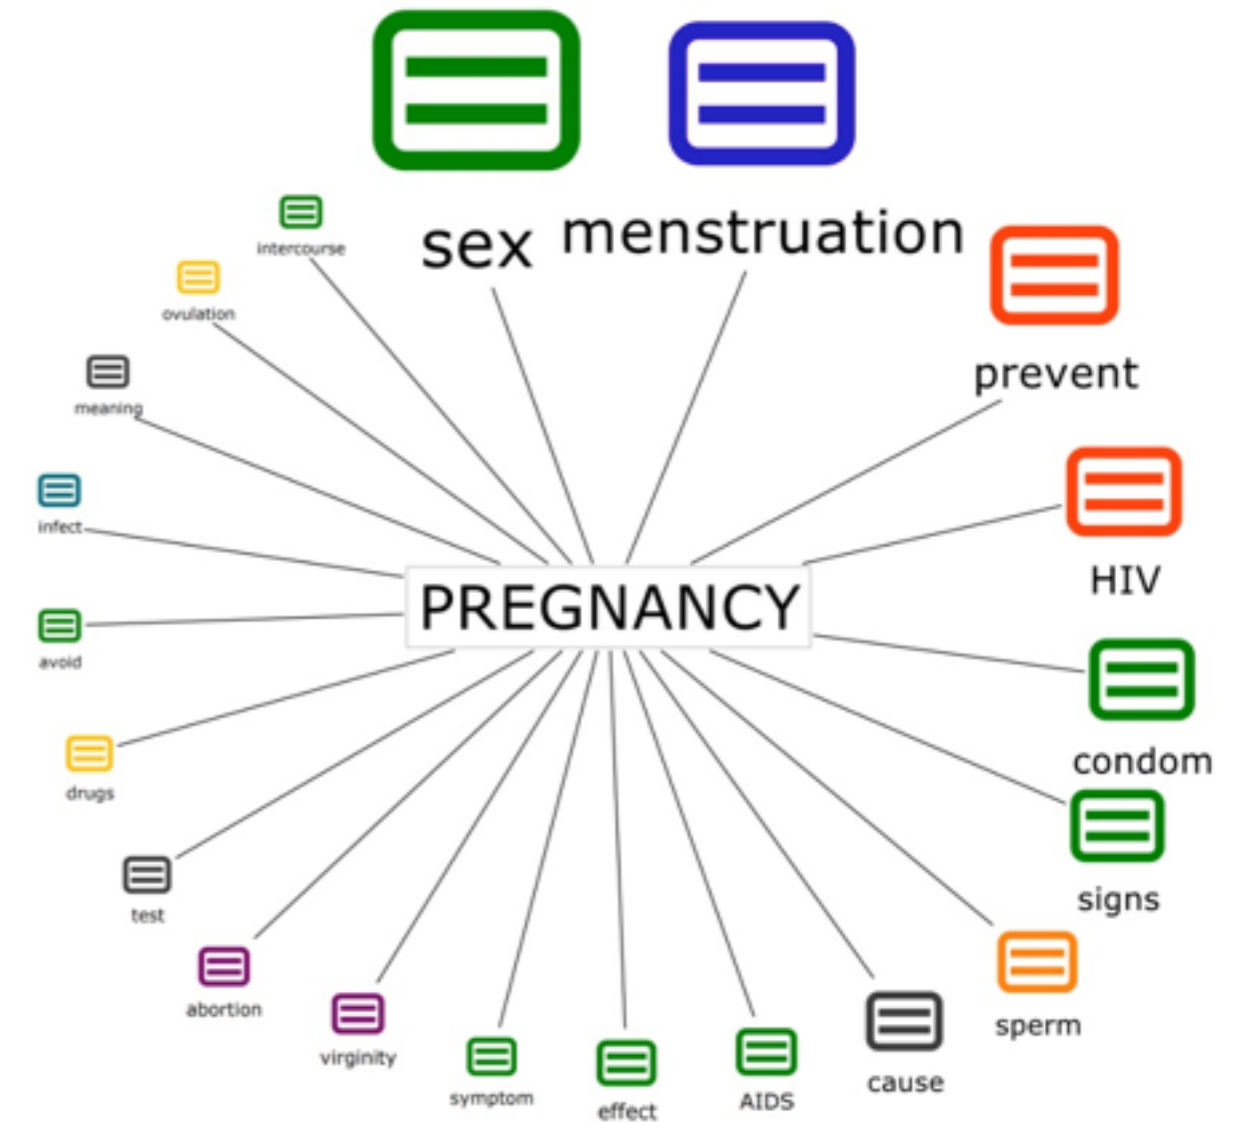 sex
menstruation
intercourse
ovulation
prevent
meaning
infect
HIV
PREGNANCY
avoid
condom
drugs
signs
test
abortion
sperm
virginity
symptom
effect
AIDS
cause